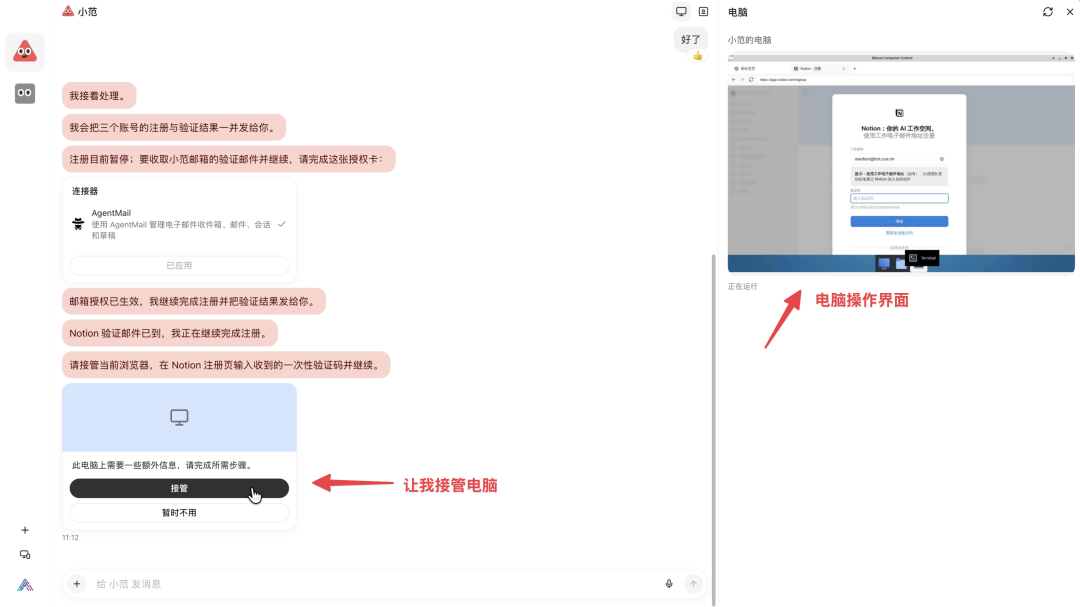 小范
电脑
好了
小范的电脑
我接着处理。
我会把三个账号的注册与验证结果一并发给你。
注册目前暂停；要收取小范邮箱的验证邮件并继续，请完成这张授权卡：
连接器
AgentMail
使用 AgentMail 管理电子邮件收件箱、邮件、会话
和草稿
已应用
邮箱授权已生效，我继续完成注册并把验证结果发给你。
Notion 验证邮件已到，我正在继续完成注册。
请接管当前浏览器，在 Notion 注册页输入收到的一次性验证码并继续。
此电脑上需要一些额外信息，请完成所需步骤。
接管
暂时不用
11:12
给 小范 发消息
让我接管电脑
Notion：你的 AI 工作空间。
使用工作电子邮件地址注册
Terminal
正在运行
电脑操作界面